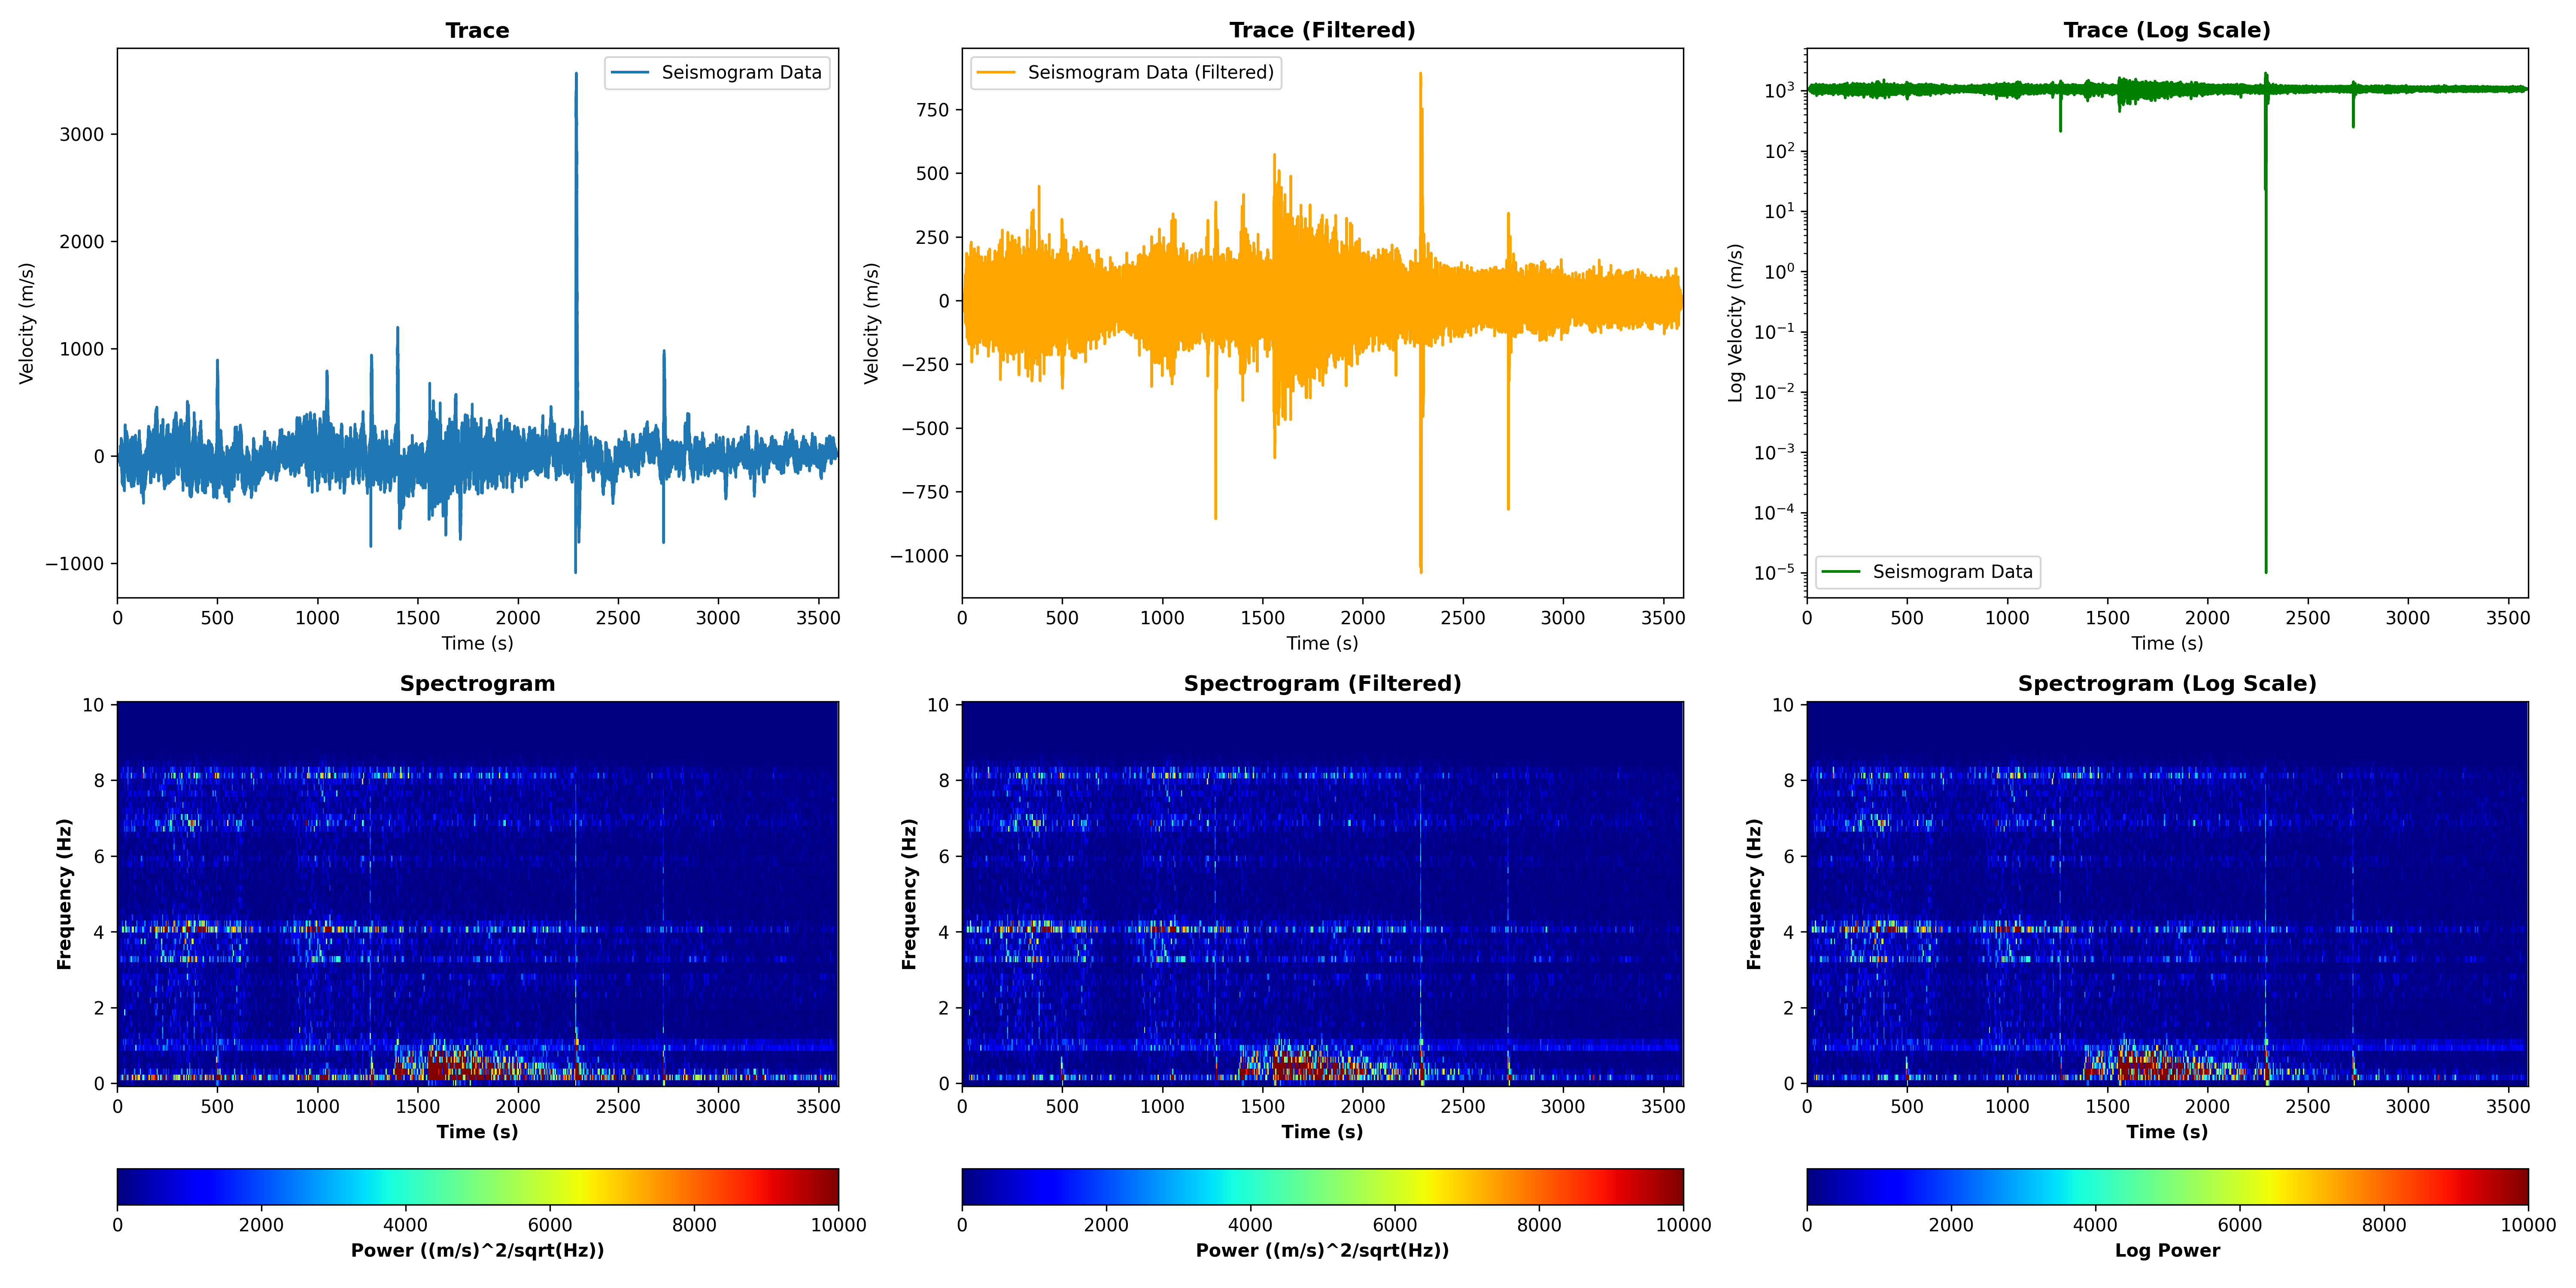 Trace
Seismogram Data
Velocity (m/s)
3000
2000
1000
0
−1000
0 500 1000 1500 2000 2500 3000 3500
Time (s)
Trace (Filtered)
Seismogram Data (Filtered)
Velocity (m/s)
750
500
250
0
−250
−500
−750
−1000
0 500 1000 1500 2000 2500 3000 3500
Time (s)
Trace (Log Scale)
Seismogram Data
Log Velocity (m/s)
10³
10²
10¹
10⁰
10⁻¹
10⁻²
10⁻³
10⁻⁴
10⁻⁵
0 500 1000 1500 2000 2500 3000 3500
Time (s)
Spectrogram
Frequency (Hz)
10
8
6
4
2
0
0 500 1000 1500 2000 2500 3000 3500
Time (s)
0 2000 4000 6000 8000 10000
Power ((m/s)^2/sqrt(Hz))
Spectrogram (Filtered)
Frequency (Hz)
10
8
6
4
2
0
0 500 1000 1500 2000 2500 3000 3500
Time (s)
0 2000 4000 6000 8000 10000
Power ((m/s)^2/sqrt(Hz))
Spectrogram (Log Scale)
Frequency (Hz)
10
8
6
4
2
0
0 500 1000 1500 2000 2500 3000 3500
Time (s)
0 2000 4000 6000 8000 10000
Log Power